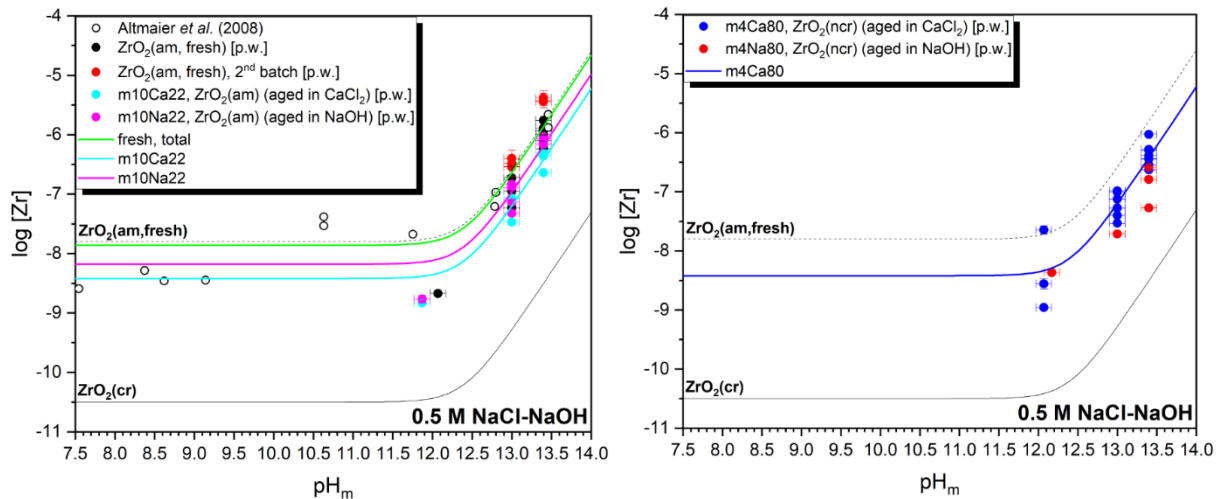 Altmaier et al. (2008)
ZrO₂(am, fresh) [p.w.]
ZrO₂(am, fresh), 2ⁿᵈ batch [p.w.]
m10Ca22, ZrO₂(am) (aged in CaCl₂) [p.w.]
m10Na22, ZrO₂(am) (aged in NaOH) [p.w.]
fresh, total
m10Ca22
m10Na22
-4
-5
-6
-7
-8
-9
-10
-11
log [Zr]
ZrO₂(am,fresh)
ZrO₂(cr)
0.5 M NaCl-NaOH
7.5 8.0 8.5 9.0 9.5 10.0 10.5 11.0 11.5 12.0 12.5 13.0 13.5 14.0
pHₘ
m4Ca80, ZrO₂(ncr) (aged in CaCl₂) [p.w.]
m4Na80, ZrO₂(ncr) (aged in NaOH) [p.w.]
m4Ca80
-4
-5
-6
-7
-8
-9
-10
-11
log [Zr]
ZrO₂(am,fresh)
ZrO₂(cr)
0.5 M NaCl-NaOH
7.5 8.0 8.5 9.0 9.5 10.0 10.5 11.0 11.5 12.0 12.5 13.0 13.5 14.0
pHₘ